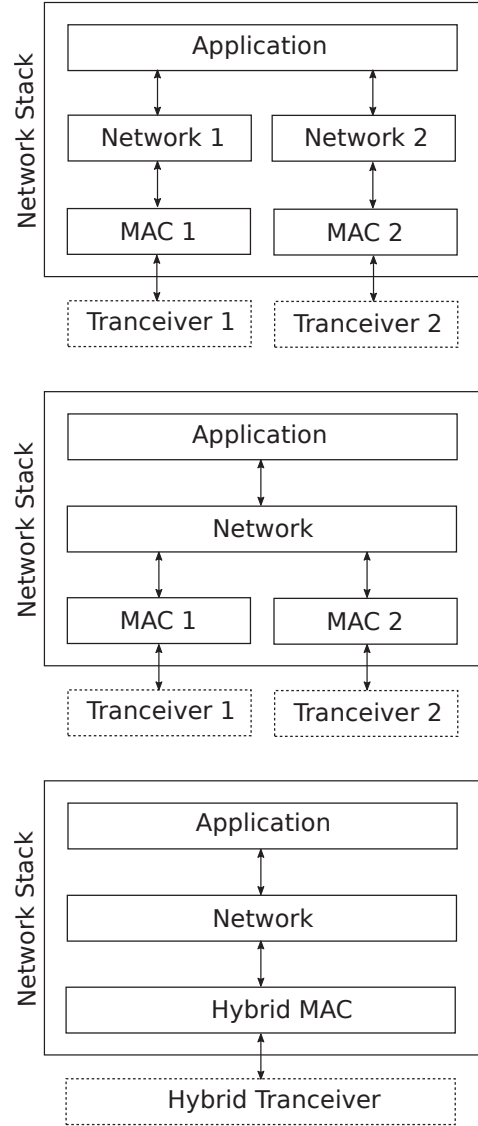 Network Stack
Application
Network 1 Network 2
MAC 1 MAC 2
Tranceiver 1 Tranceiver 2
Network Stack
Application
Network
MAC 1 MAC 2
Tranceiver 1 Tranceiver 2
Network Stack
Application
Network
Hybrid MAC
Hybrid Tranceiver